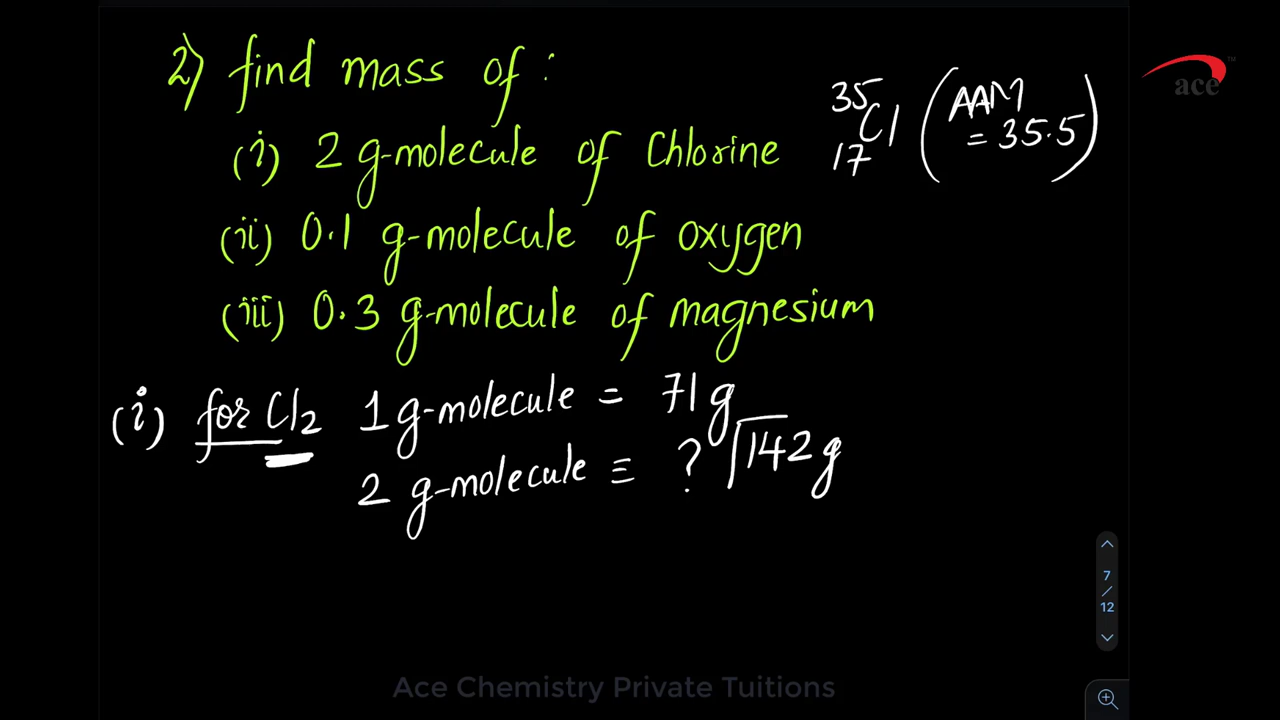 2) find mass of :
(i) 2 g-molecule of Chlorine
35
17
Cl (AAM
= 35.5)
(ii) 0.1 g-molecule of oxygen
(iii) 0.3 g-molecule of magnesium
(i) for Cl2 1 g-molecule = 71 g
2 g-molecule ≡ ? 142 g
ace™
7
/
12
Ace Chemistry Private Tuitions